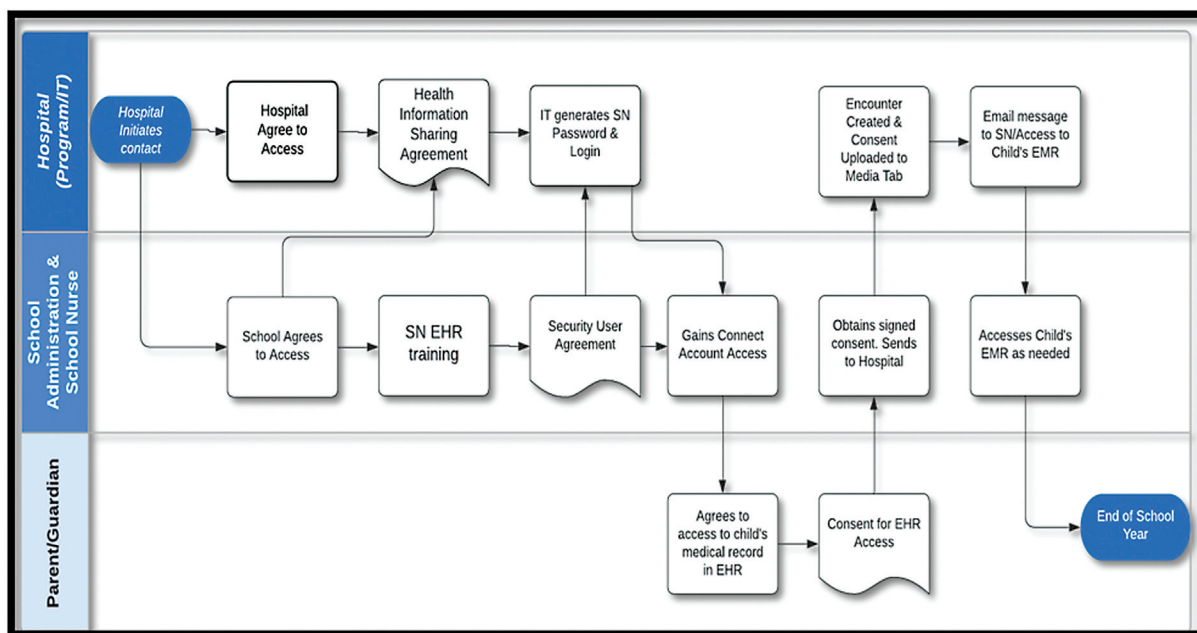 Hospital
(Program/IT)
Hospital
Initiates
contact
Hospital
Agree to
Access
Health
Information
Sharing
Agreement
IT generates SN
Password &
Login
Encounter
Created &
Consent
Uploaded to
Media Tab
Email message
to SN/Access to
Child's EMR
School
Administration &
School Nurse
School Agrees
to Access
SN EHR
training
Security User
Agreement
Gains Connect
Account Access
Obtains signed
consent. Sends
to Hospital
Accesses Child's
EMR as needed
Parent/Guardian
Agrees to
access to child's
medical record
in EHR
Consent for EHR
Access
End of School
Year